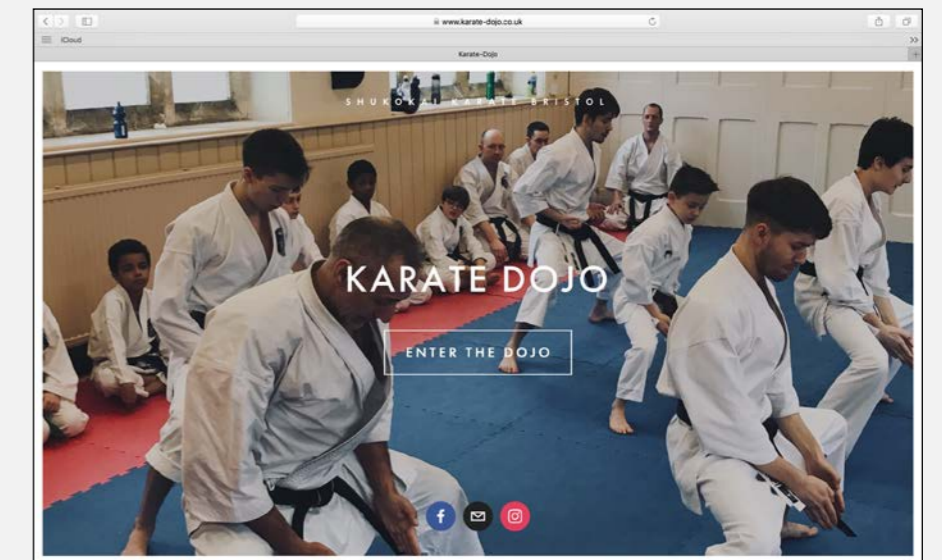 www.karate-dojo.co.uk
iCloud
Karate-Dojo
SHUKOKAI KARATE BRISTOL
KARATE DOJO
ENTER THE DOJO